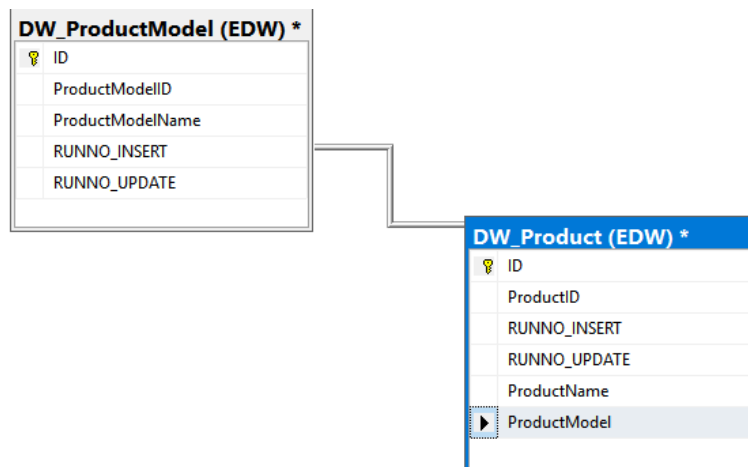 DW_ProductModel (EDW) *
ID
ProductModelID
ProductModelName
RUNNO_INSERT
RUNNO_UPDATE
DW_Product (EDW) *
ID
ProductID
RUNNO_INSERT
RUNNO_UPDATE
ProductName
ProductModel